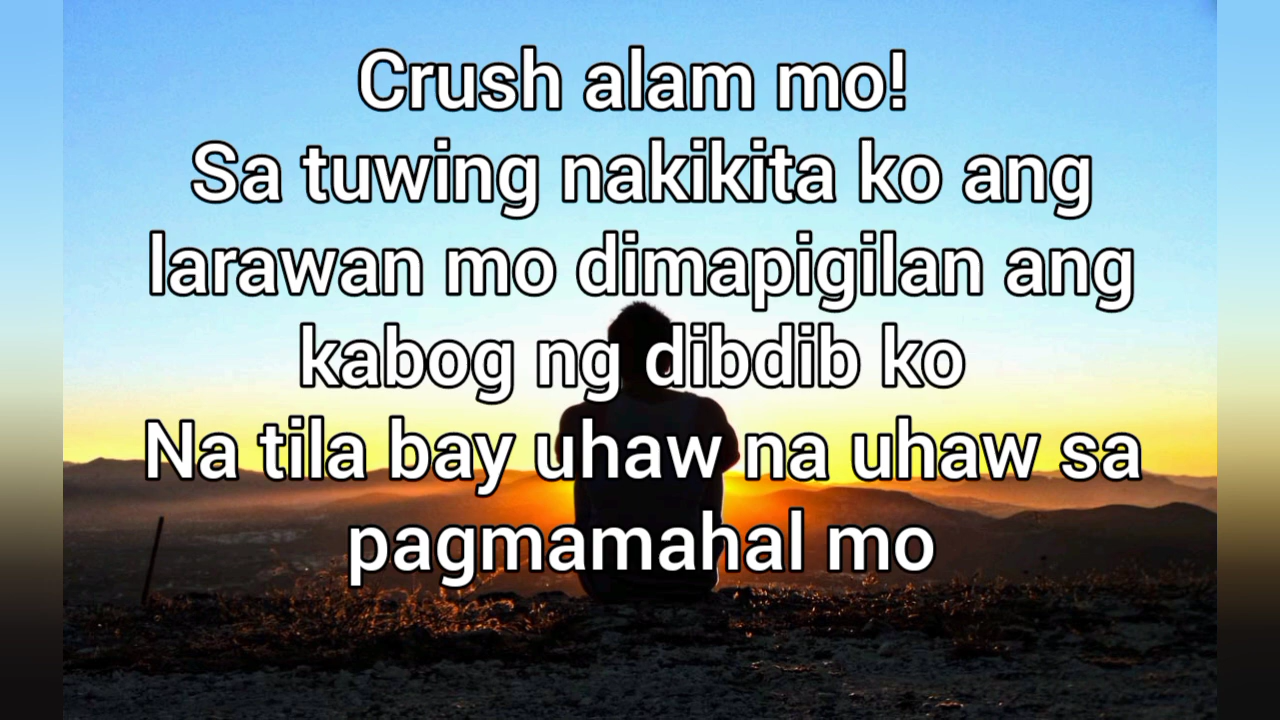 Crush alam mo!
Sa tuwing nakikita ko ang
larawan mo dimapigilan ang
kabog ng dibdib ko
Na tila bay uhaw na uhaw sa
pagmamahal mo